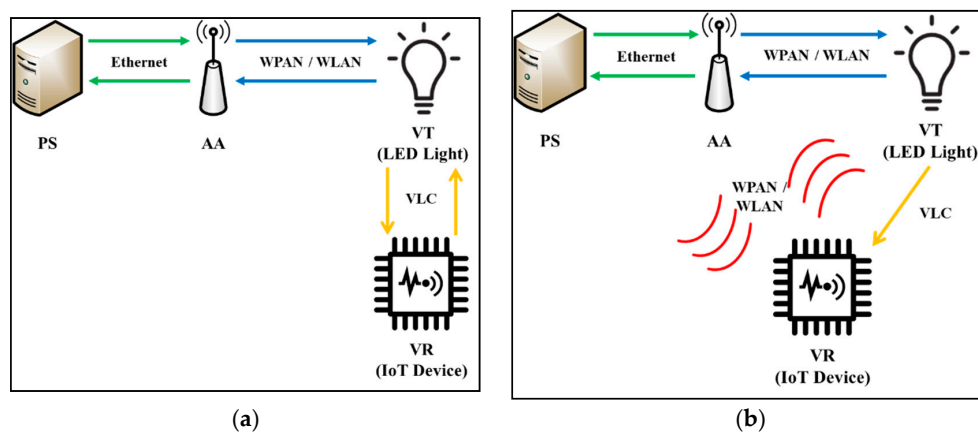 Ethernet
WPAN / WLAN
PS
AA
VT
(LED Light)
VLC
VR
(IoT Device)
(a)
Ethernet
WPAN / WLAN
PS
AA
VT
(LED Light)
WPAN /
WLAN
VLC
VR
(IoT Device)
(b)